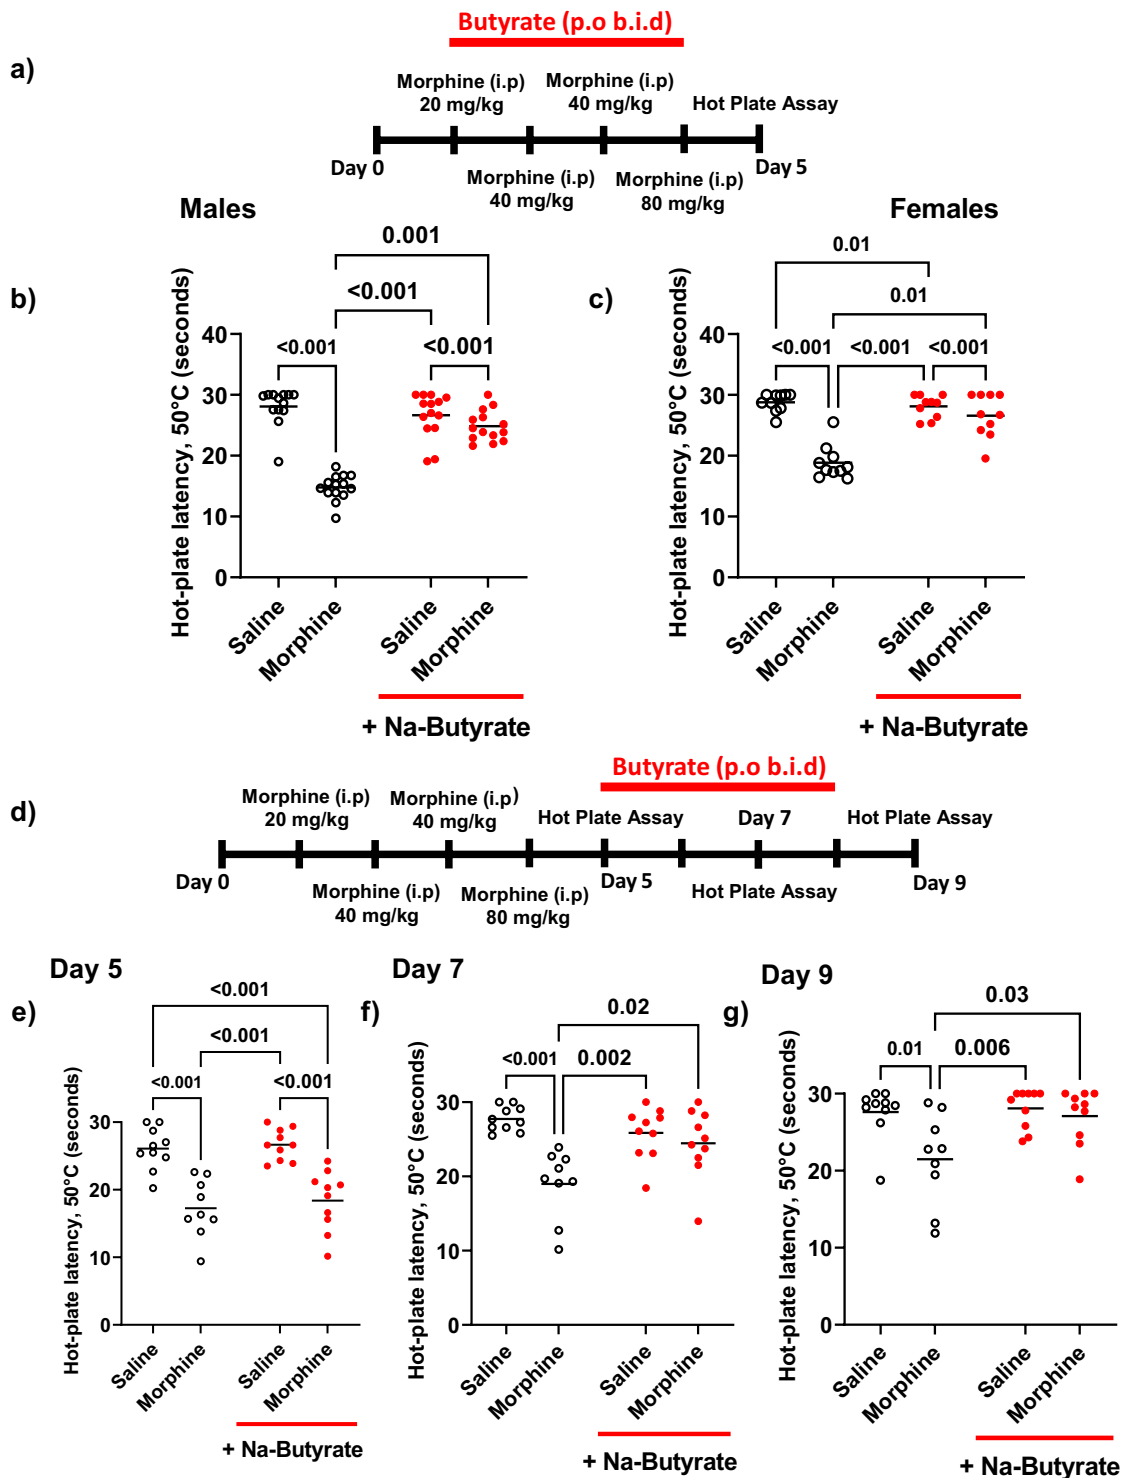 Butyrate (p.o b.i.d)
a)
Morphine (i.p)
20 mg/kg
Morphine (i.p)
40 mg/kg
Hot Plate Assay
Day 0
Morphine (i.p)
40 mg/kg
Morphine (i.p)
80 mg/kg
Day 5
Males
Females
b)
Hot-plate latency, 50°C (seconds)
0.001
<0.001
<0.001
<0.001
40
30
20
10
0
Saline
Morphine
Saline
Morphine
+ Na-Butyrate
c)
Hot-plate latency, 50°C (seconds)
0.01
0.01
<0.001
<0.001
<0.001
40
30
20
10
0
Saline
Morphine
Saline
Morphine
+ Na-Butyrate
Butyrate (p.o b.i.d)
d)
Morphine (i.p)
20 mg/kg
Morphine (i.p)
40 mg/kg
Hot Plate Assay
Day 7
Hot Plate Assay
Day 0
Morphine (i.p)
40 mg/kg
Morphine (i.p)
80 mg/kg
Day 5
Hot Plate Assay
Day 9
Day 5
e)
Hot-plate latency, 50°C (seconds)
<0.001
<0.001
<0.001
<0.001
30
20
10
0
Saline
Morphine
Saline
Morphine
+ Na-Butyrate
Day 7
f)
Hot-plate latency, 50°C (seconds)
0.02
<0.001
0.002
30
20
10
0
Saline
Morphine
Saline
Morphine
+ Na-Butyrate
Day 9
g)
Hot-plate latency, 50°C (seconds)
0.03
0.01
0.006
30
20
10
0
Saline
Morphine
Saline
Morphine
+ Na-Butyrate